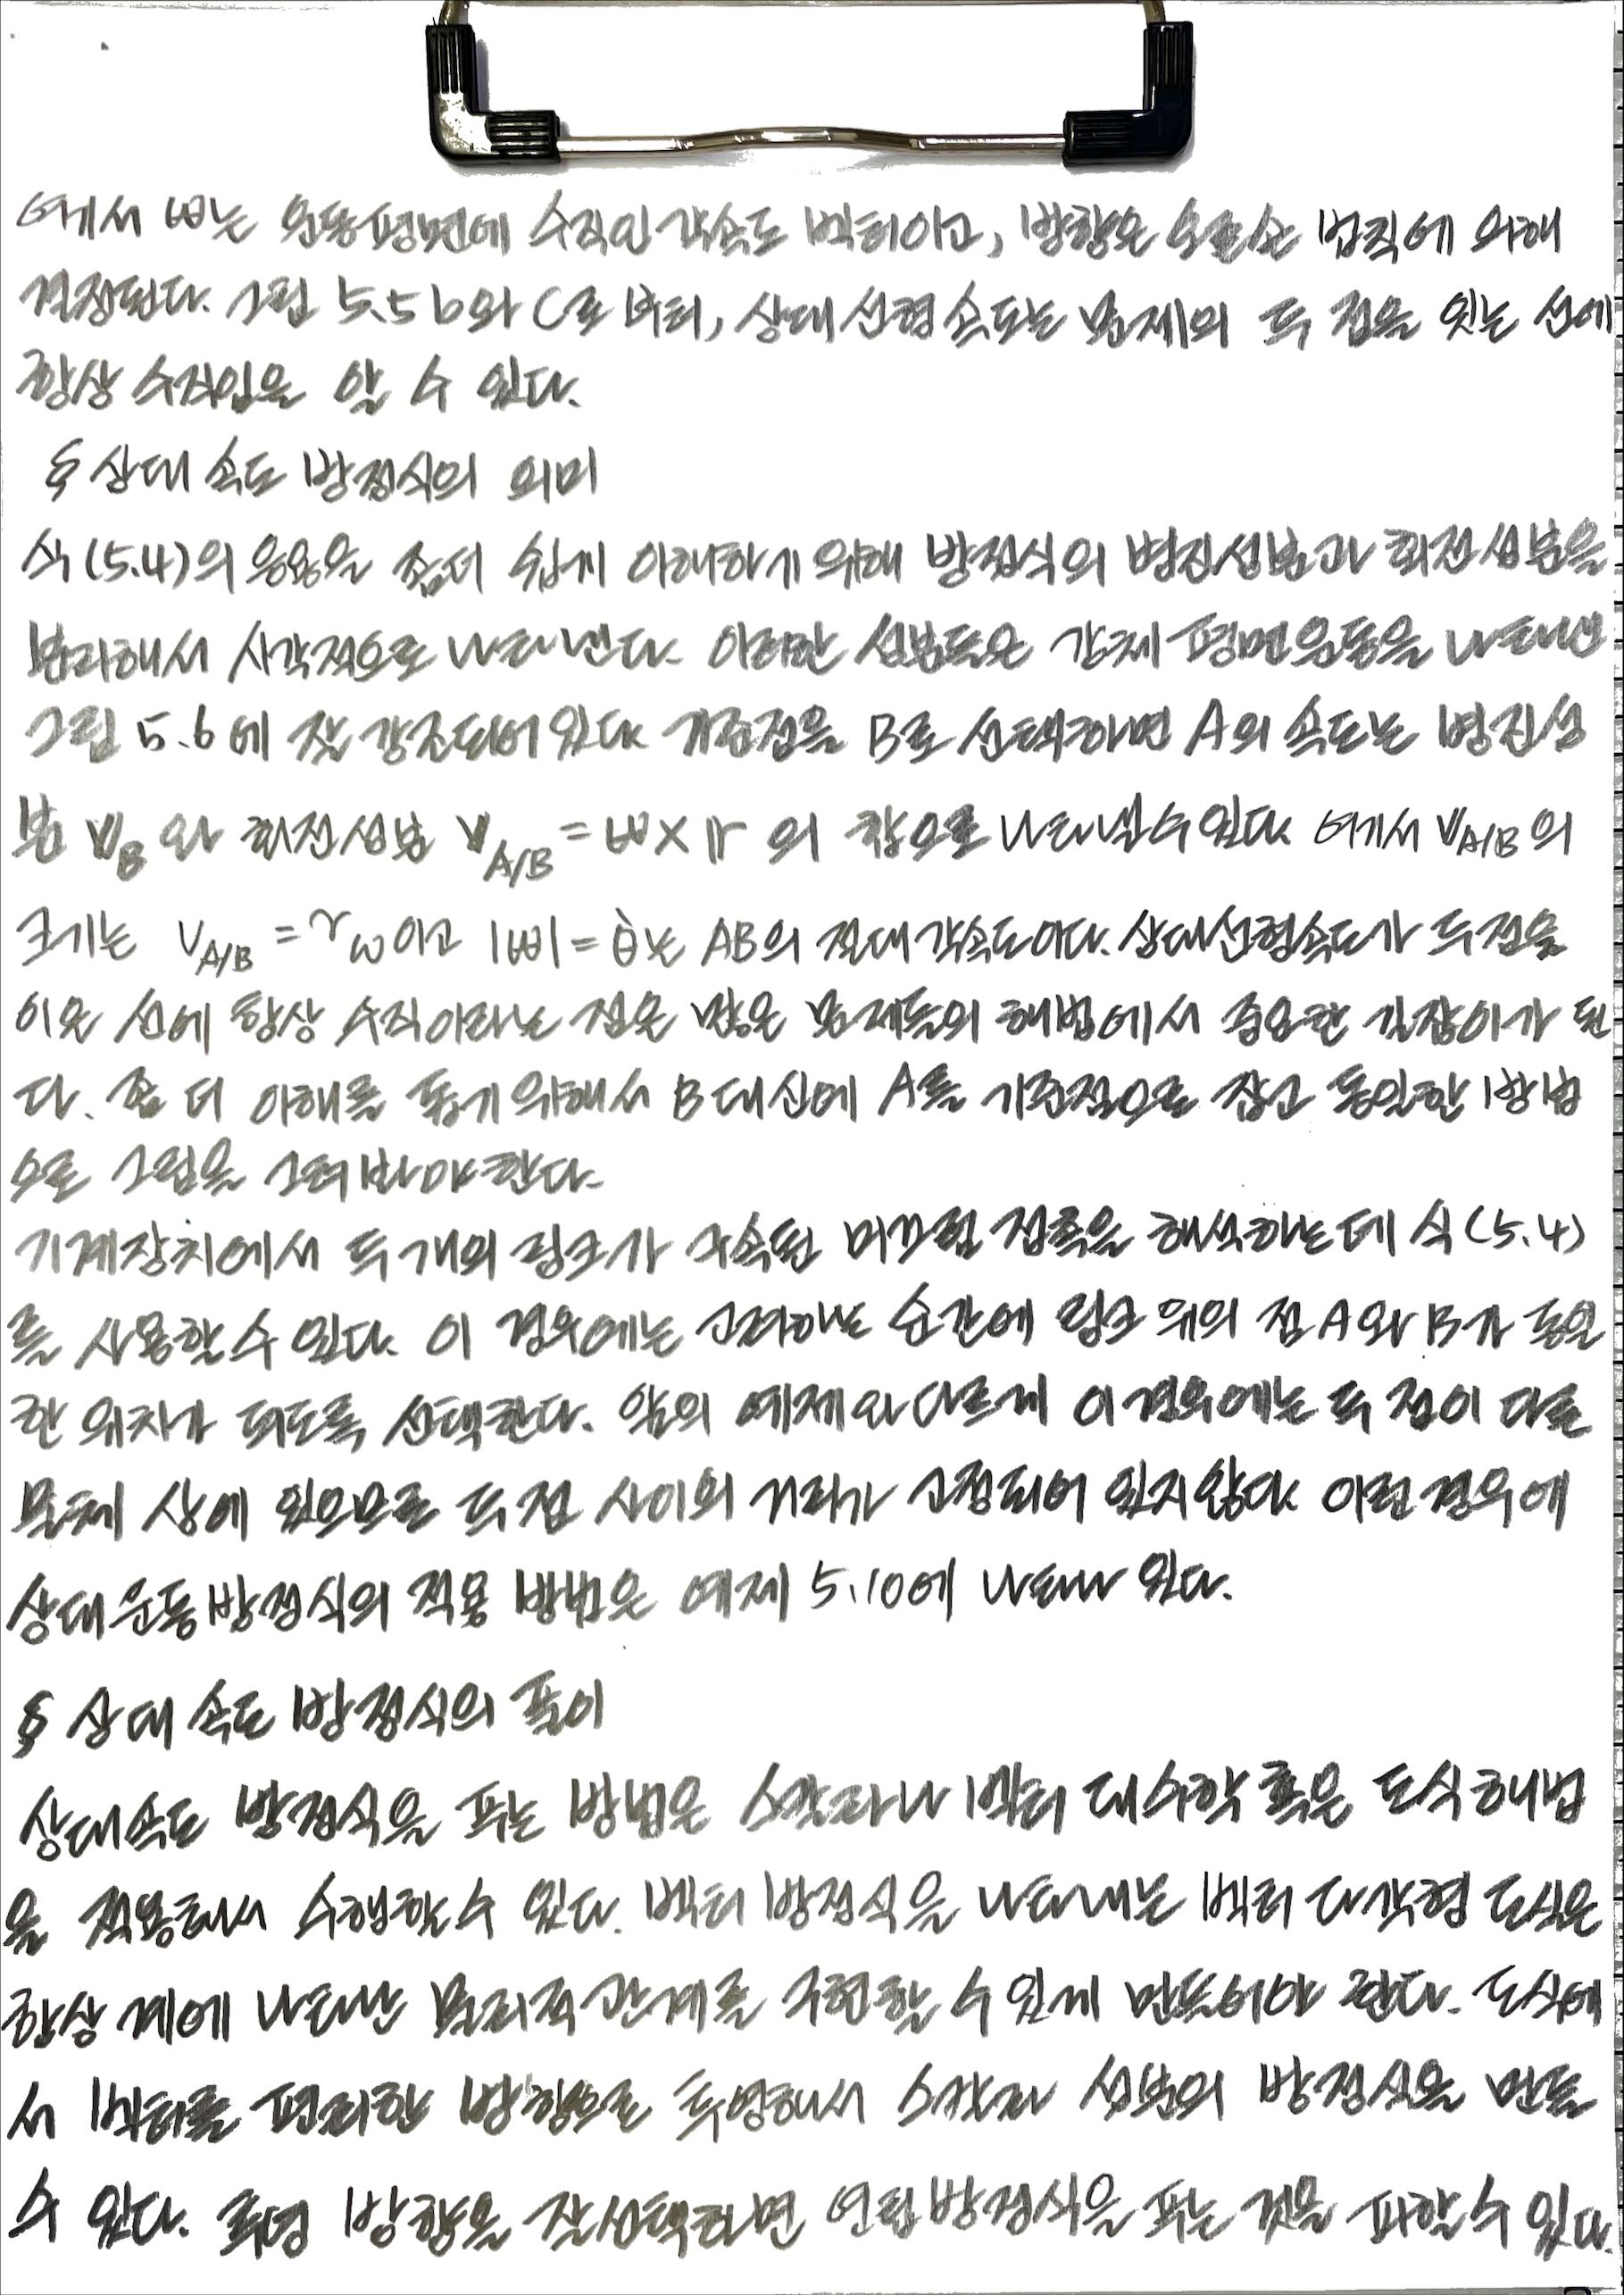 여기서 ω는 운동평면에 수직인 각속도 벡터이고, 방향은 오른손 법칙에 의해
결정된다. 그림 5.5 b와 C로 부터, 상대 선형 속도는 문제의 두 점을 잇는 선에
항상 수직임을 알 수 있다.
§ 상대 속도 방정식의 의미
식 (5.4)의 응용을 좀더 쉽게 이해하기 위해 방정식의 병진성분과 회전성분을
분리해서 시각적으로 나타낸다. 이러한 성분들은 강체 평면운동을 나타낸
그림 5.6에 잘 강조되어 있다. 기준점을 B로 선택하면 A의 속도는 병진성
분 V_B 와 회전성분 V_A/B = ω × r 의 합으로 나타낼 수 있다. 여기서 V_A/B의
크기는 V_A/B = rω이고 |ω| = θ̇는 AB의 절대 각속도이다. 상대선형속도가 두 점을
이은 선에 항상 수직이라는 점은 많은 문제들의 해법에서 중요한 길잡이가 된
다. 좀 더 이해를 돕기 위해서 B 대신에 A를 기준점으로 잡고 동일한 방법
으로 그림을 그려 봐야 한다.
기계장치에서 두 개의 링크가 구속된 미끄럼 접촉을 해석하는데 식 (5.4)
를 사용할 수 있다. 이 경우에는 고려하는 순간에 링크 위의 점 A와 B가 동일
한 위치가 되도록 선택한다. 앞의 예제와 다르게 이 경우에는 두 점이 다른
물체 상에 있으므로 두 점 사이의 거리가 고정되어 있지 않다. 이런 경우에
상대 운동 방정식의 적용 방법은 예제 5.10에 나타나 있다.
§ 상대 속도 방정식의 풀이
상대속도 방정식을 푸는 방법은 스칼라나 벡터 대수학 혹은 도식 해법
을 적용해서 수행할 수 있다. 벡터 방정식을 나타내는 벡터 다각형 도식은
항상 계에 나타난 물리적 관계를 구현할 수 있게 만들어야 한다. 도식에
서 벡터를 편리한 방향으로 투영해서 스칼라 성분의 방정식을 만들
수 있다. 투영 방향을 잘 선택하면 연립 방정식을 푸는 것을 피할 수 있다.